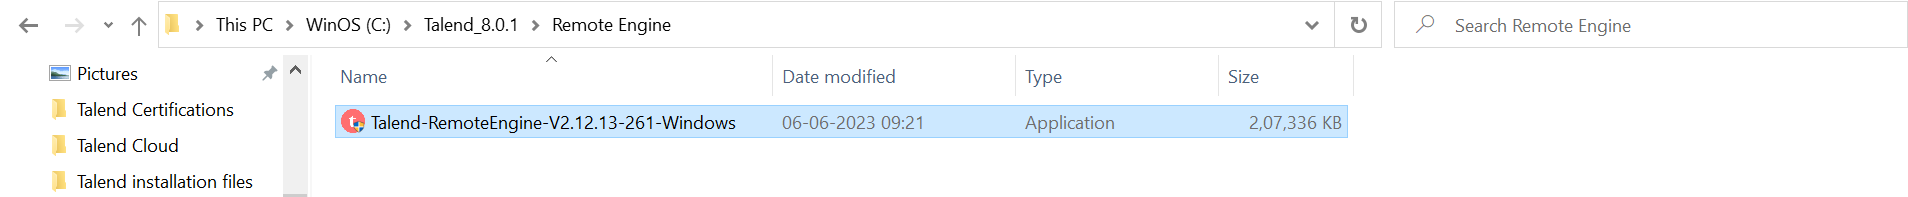 This PC > WinOS (C:) > Talend_8.0.1 > Remote Engine
Search Remote Engine
Pictures
Talend Certifications
Talend Cloud
Talend installation files
Name Date modified Type Size
Talend-RemoteEngine-V2.12.13-261-Windows 06-06-2023 09:21 Application 2,07,336 KB